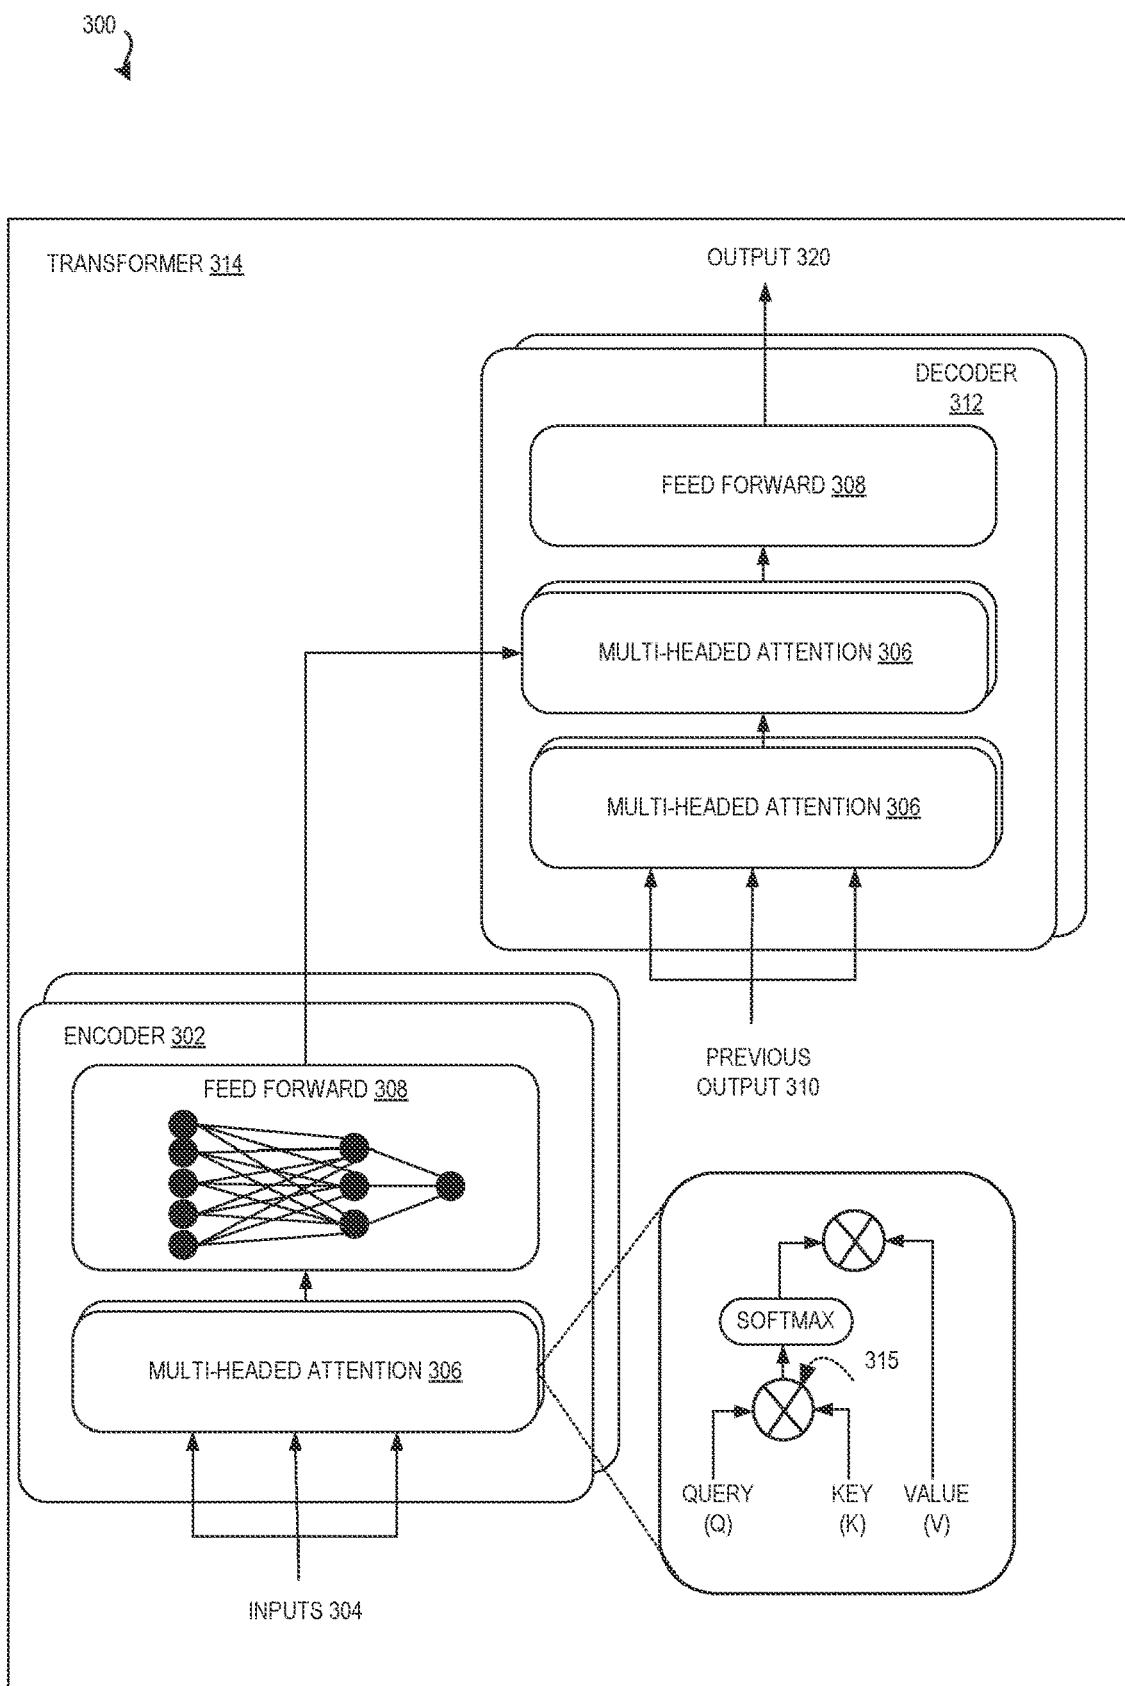 300
TRANSFORMER 314
OUTPUT 320
DECODER
312
FEED FORWARD 308
MULTI-HEADED ATTENTION 306
MULTI-HEADED ATTENTION 306
ENCODER 302
FEED FORWARD 308
PREVIOUS
OUTPUT 310
MULTI-HEADED ATTENTION 306
SOFTMAX
315
QUERY
(Q)
KEY
(K)
VALUE
(V)
INPUTS 304